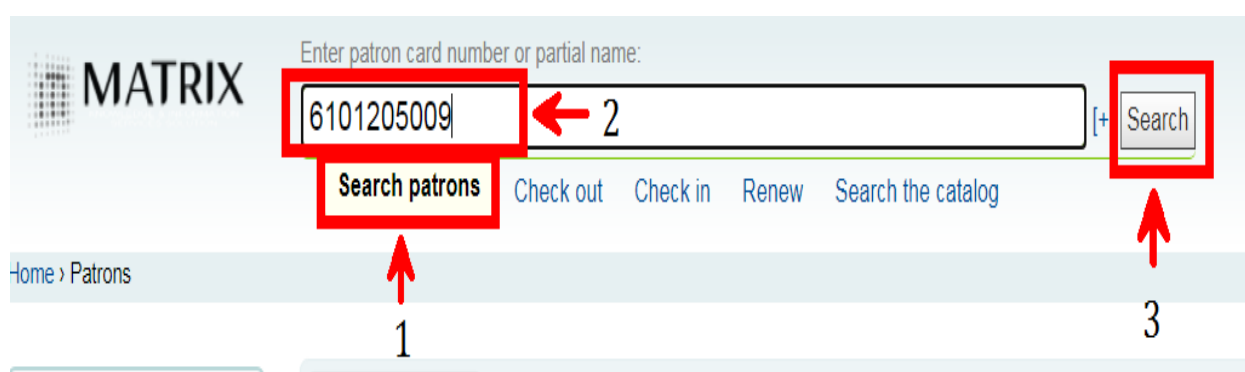 MATRIX
Enter patron card number or partial name:
6101205009
2
[+
Search
Search patrons Check out Check in Renew Search the catalog
Home › Patrons
1
3